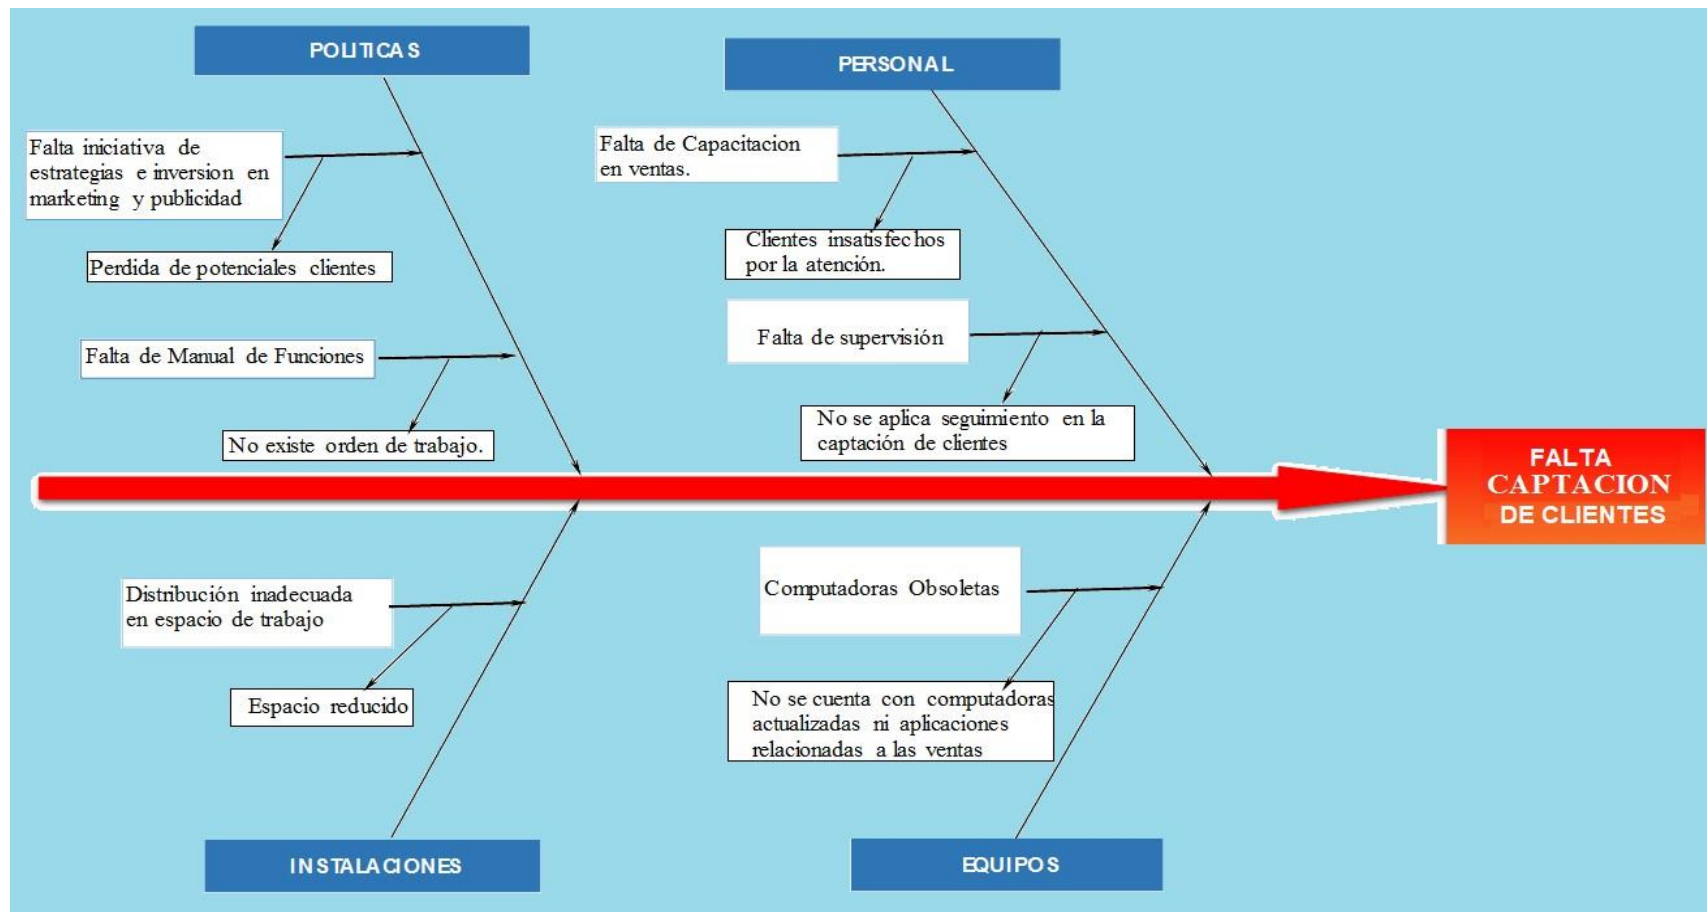 POLITICAS
PERSONAL
Falta iniciativa de
estrategias e inversion en
marketing y publicidad
Perdida de potenciales clientes
Falta de Manual de Funciones
No existe orden de trabajo.
Falta de Capacitacion
en ventas.
Clientes insatisfechos
por la atención.
Falta de supervisión
No se aplica seguimiento en la
captación de clientes
FALTA
CAPTACION
DE CLIENTES
Distribución inadecuada
en espacio de trabajo
Espacio reducido
Computadoras Obsoletas
No se cuenta con computadoras
actualizadas ni aplicaciones
relacionadas a las ventas
INSTALACIONES
EQUIPOS